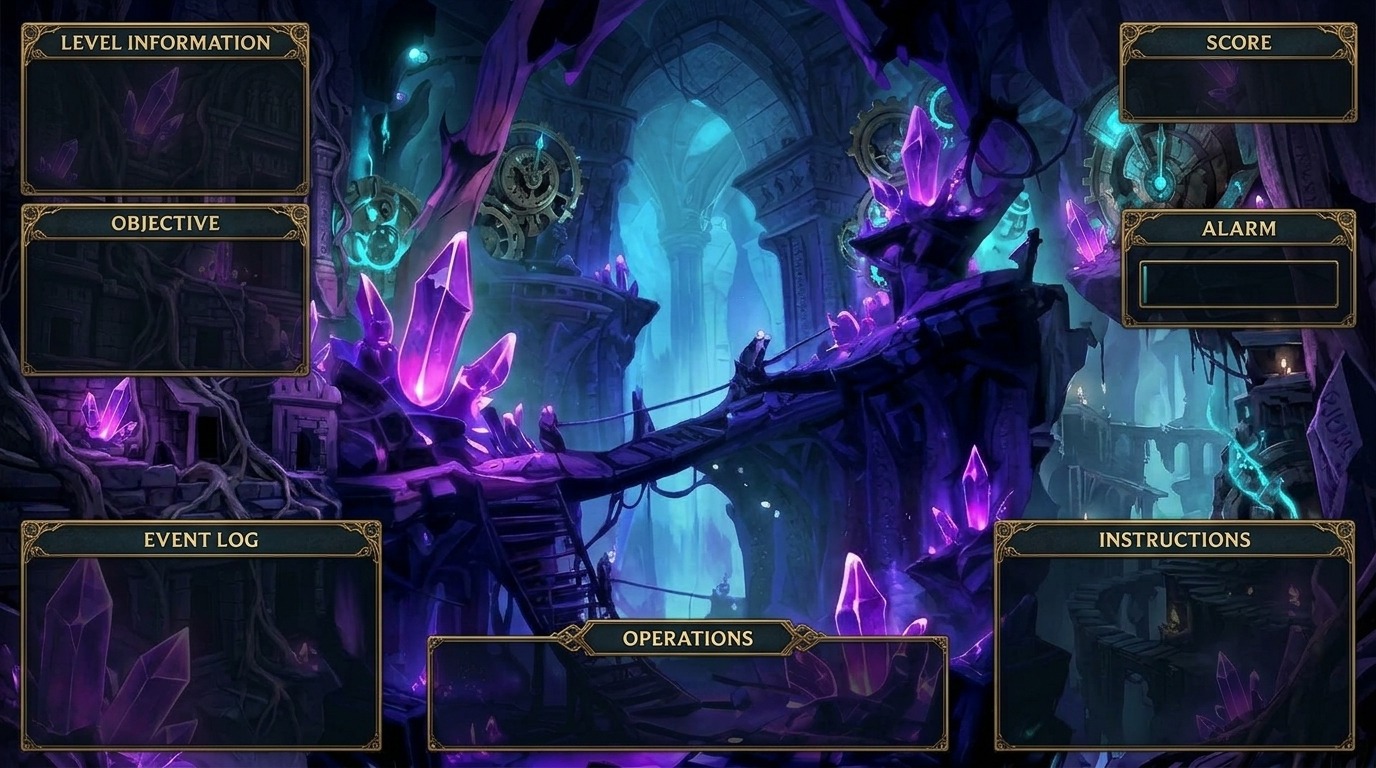 LEVEL INFORMATION
SCORE
OBJECTIVE
ALARM
EVENT LOG
INSTRUCTIONS
OPERATIONS